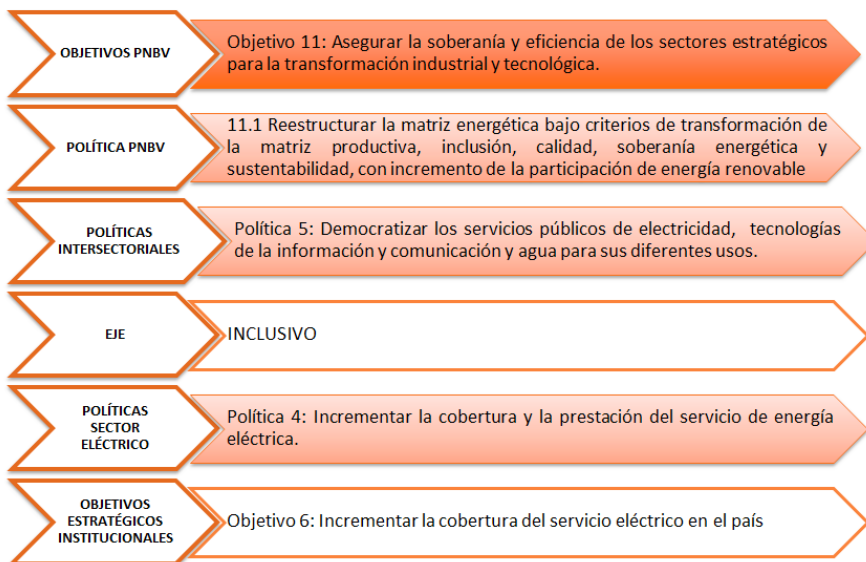 OBJETIVOS PNBV
Objetivo 11: Asegurar la soberanía y eficiencia de los sectores estratégicos
para la transformación industrial y tecnológica.
POLÍTICA PNBV
11.1 Reestructurar la matriz energética bajo criterios de transformación de
la matriz productiva, inclusión, calidad, soberanía energética y
sustentabilidad, con incremento de la participación de energía renovable
POLÍTICAS
INTERSECTORIALES
Política 5: Democratizar los servicios públicos de electricidad, tecnologías
de la información y comunicación y agua para sus diferentes usos.
EJE
INCLUSIVO
POLÍTICAS
SECTOR
ELÉCTRICO
Política 4: Incrementar la cobertura y la prestación del servicio de energía
eléctrica.
OBJETIVOS
ESTRATÉGICOS
INSTITUCIONALES
Objetivo 6: Incrementar la cobertura del servicio eléctrico en el país